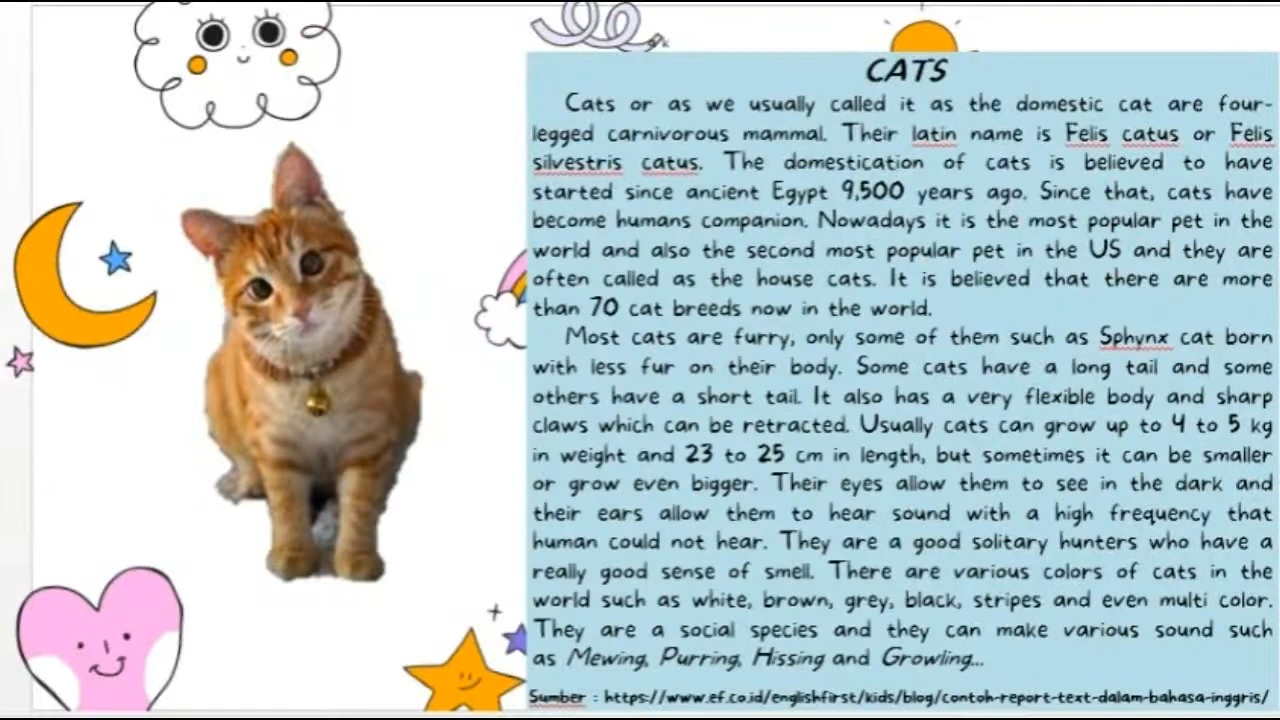 CATS
Cats or as we usually called it as the domestic cat are four-
legged carnivorous mammal. Their latin name is Felis catus or Felis
silvestris catus. The domestication of cats is believed to have
started since ancient Egypt 9,500 years ago. Since that, cats have
become humans companion. Nowadays it is the most popular pet in the
world and also the second most popular pet in the US and they are
often called as the house cats. It is believed that there are more
than 70 cat breeds now in the world.
Most cats are furry, only some of them such as Sphynx cat born
with less fur on their body. Some cats have a long tail and some
others have a short tail. It also has a very flexible body and sharp
claws which can be retracted. Usually cats can grow up to 4 to 5 kg
in weight and 23 to 25 cm in length, but sometimes it can be smaller
or grow even bigger. Their eyes allow them to see in the dark and
their ears allow them to hear sound with a high frequency that
human could not hear. They are a good solitary hunters who have a
really good sense of smell. There are various colors of cats in the
world such as white, brown, grey, black, stripes and even multi color.
They are a social species and they can make various sound such
as Mewing, Purring, Hissing and Growling...
Sumber : https://www.ef.co.id/englishfirst/kids/blog/contoh-report-text-dalam-bahasa-inggris/